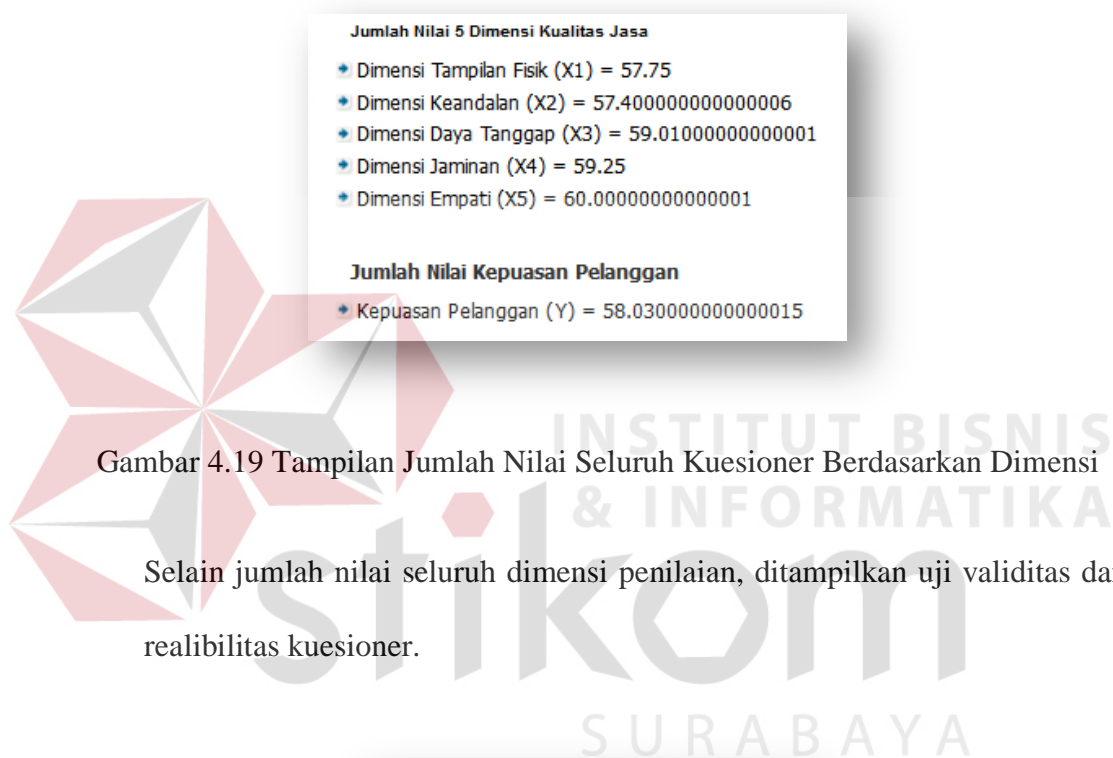 Jumlah Nilai 5 Dimensi Kualitas Jasa
Dimensi Tampilan Fisik (X1) = 57.75
Dimensi Keandalan (X2) = 57.400000000000006
Dimensi Daya Tanggap (X3) = 59.01000000000001
Dimensi Jaminan (X4) = 59.25
Dimensi Empati (X5) = 60.00000000000001
Jumlah Nilai Kepuasan Pelanggan
Kepuasan Pelanggan (Y) = 58.030000000000015
INSTITUT BISNIS
Gambar 4.19 Tampilan Jumlah Nilai Seluruh Kuesioner Berdasarkan Dimensi
& INFORMATIKA
stikom
Selain jumlah nilai seluruh dimensi penilaian, ditampilkan uji validitas da
realibilitas kuesioner.
SURABAYA